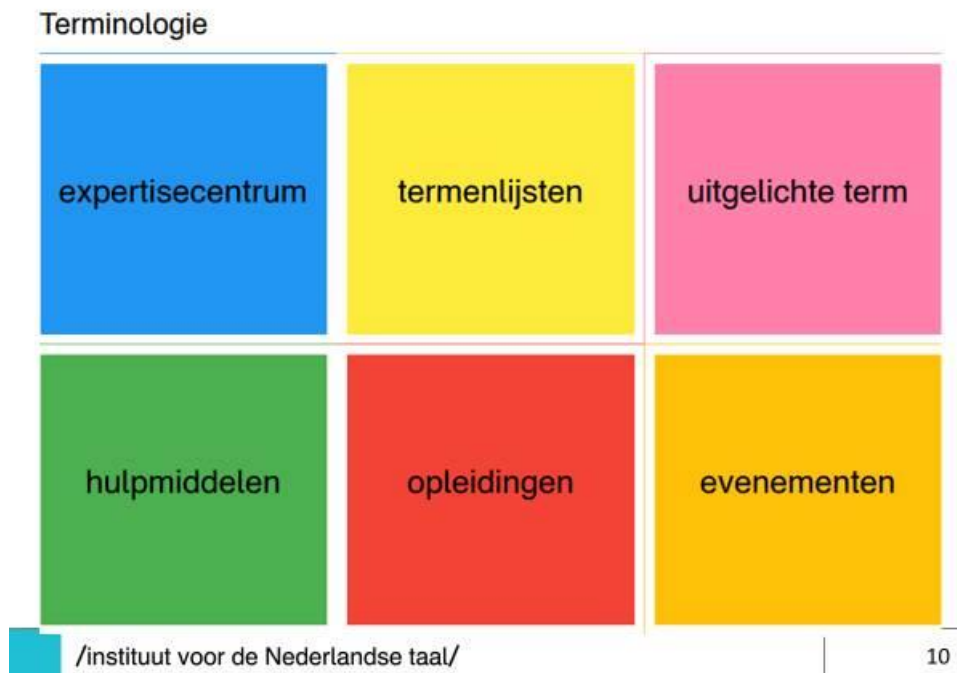 Terminologie
expertisecentrum
termenlijsten
uitgelichte term
hulpmiddelen
opleidingen
evenementen
/instituut voor de Nederlandse taal/
10